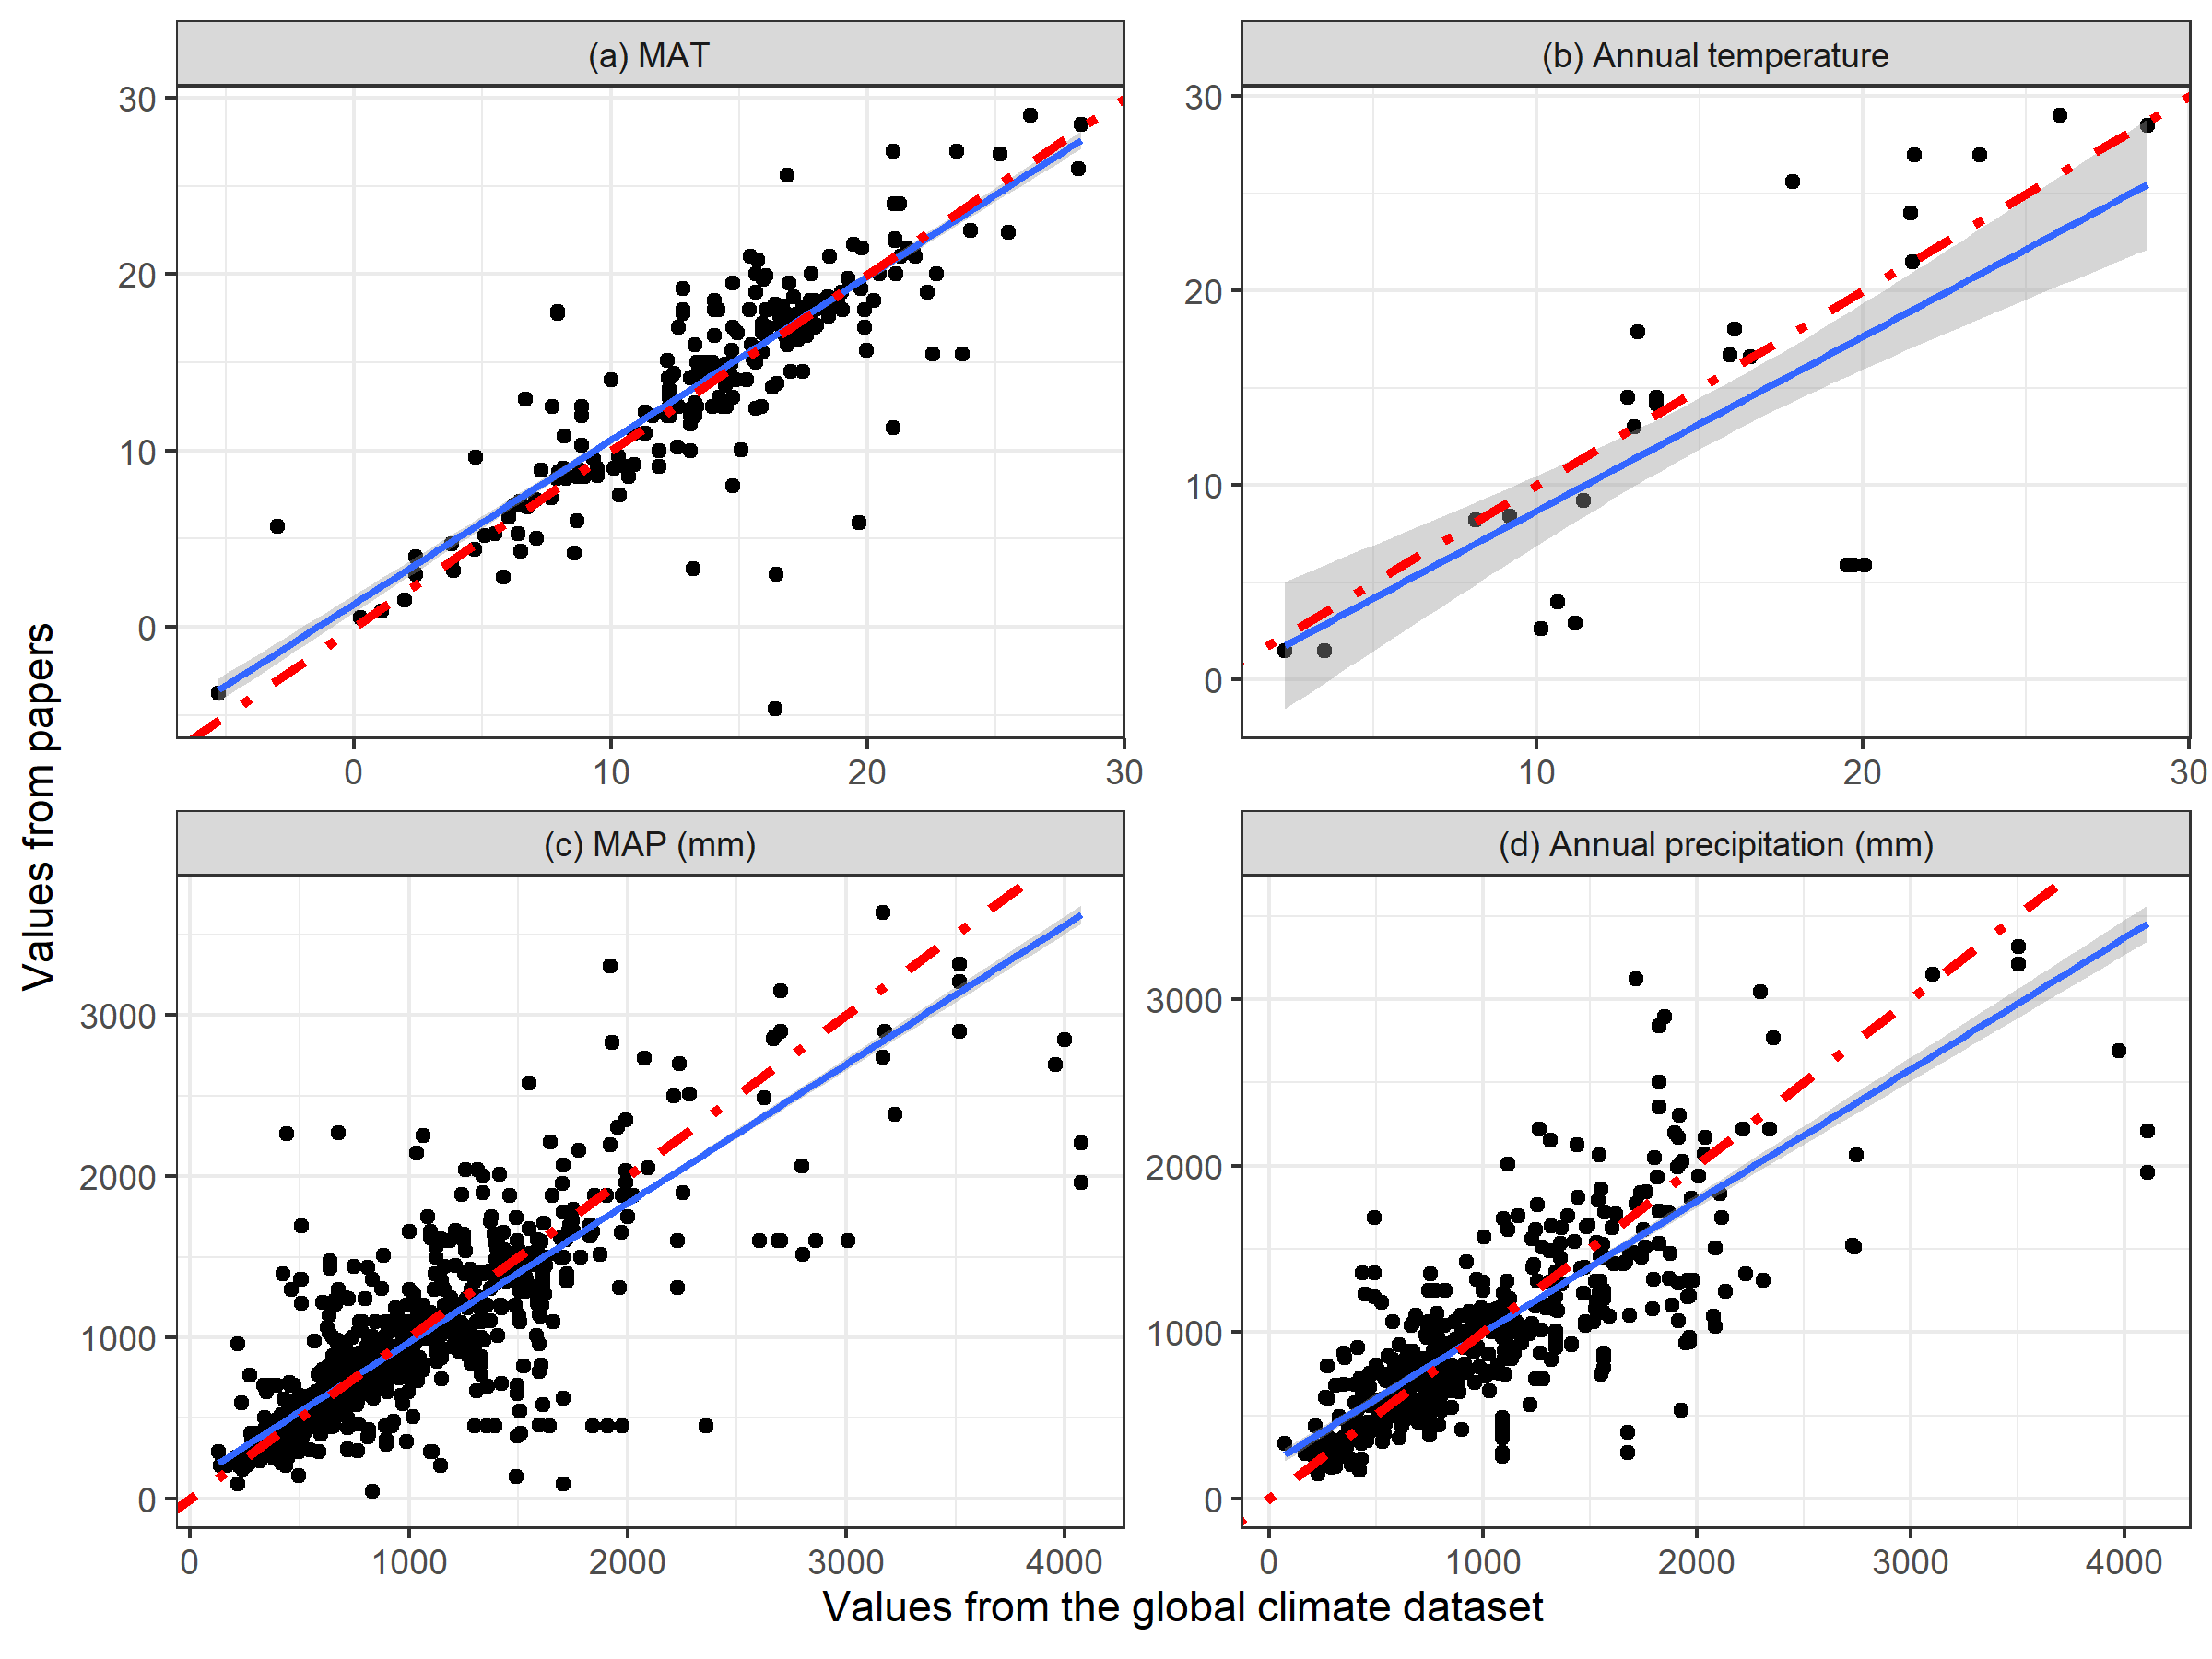 (a) MAT
(b) Annual temperature
30
20
10
0
0 10 20 30
30
20
10
0
10 20 30
Values from papers
(c) MAP (mm)
(d) Annual precipitation (mm)
3000
2000
1000
0
0 1000 2000 3000 4000
3000
2000
1000
0
0 1000 2000 3000 4000
Values from the global climate dataset